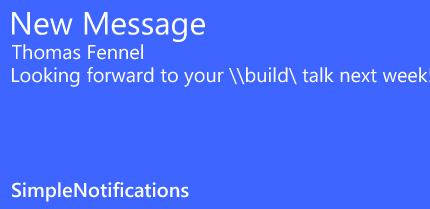 New Message
Thomas Fennel
Looking forward to your \\build\ talk next week!
SimpleNotifications